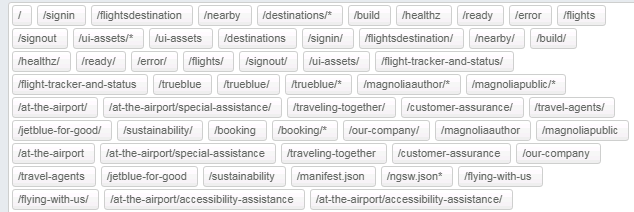 / /signin /flightsdestination /nearby /destinations/* /build /healthz /ready /error /flights
/signout /ui-assets/* /ui-assets /destinations /signin/ /flightsdestination/ /nearby/ /build/
/healthz/ /ready/ /error/ /flights/ /signout/ /ui-assets/ /flight-tracker-and-status/
/flight-tracker-and-status /trueblue /trueblue/ /trueblue/* /magnoliaauthor/* /magnoliapublic/*
/at-the-airport/ /at-the-airport/special-assistance/ /traveling-together/ /customer-assurance/ /travel-agents/
/jetblue-for-good/ /sustainability/ /booking /booking/* /our-company/ /magnoliaauthor /magnoliapublic
/at-the-airport /at-the-airport/special-assistance /traveling-together /customer-assurance /our-company
/travel-agents /jetblue-for-good /sustainability /manifest.json /ngsw.json* /flying-with-us
/flying-with-us/ /at-the-airport/accessibility-assistance /at-the-airport/accessibility-assistance/